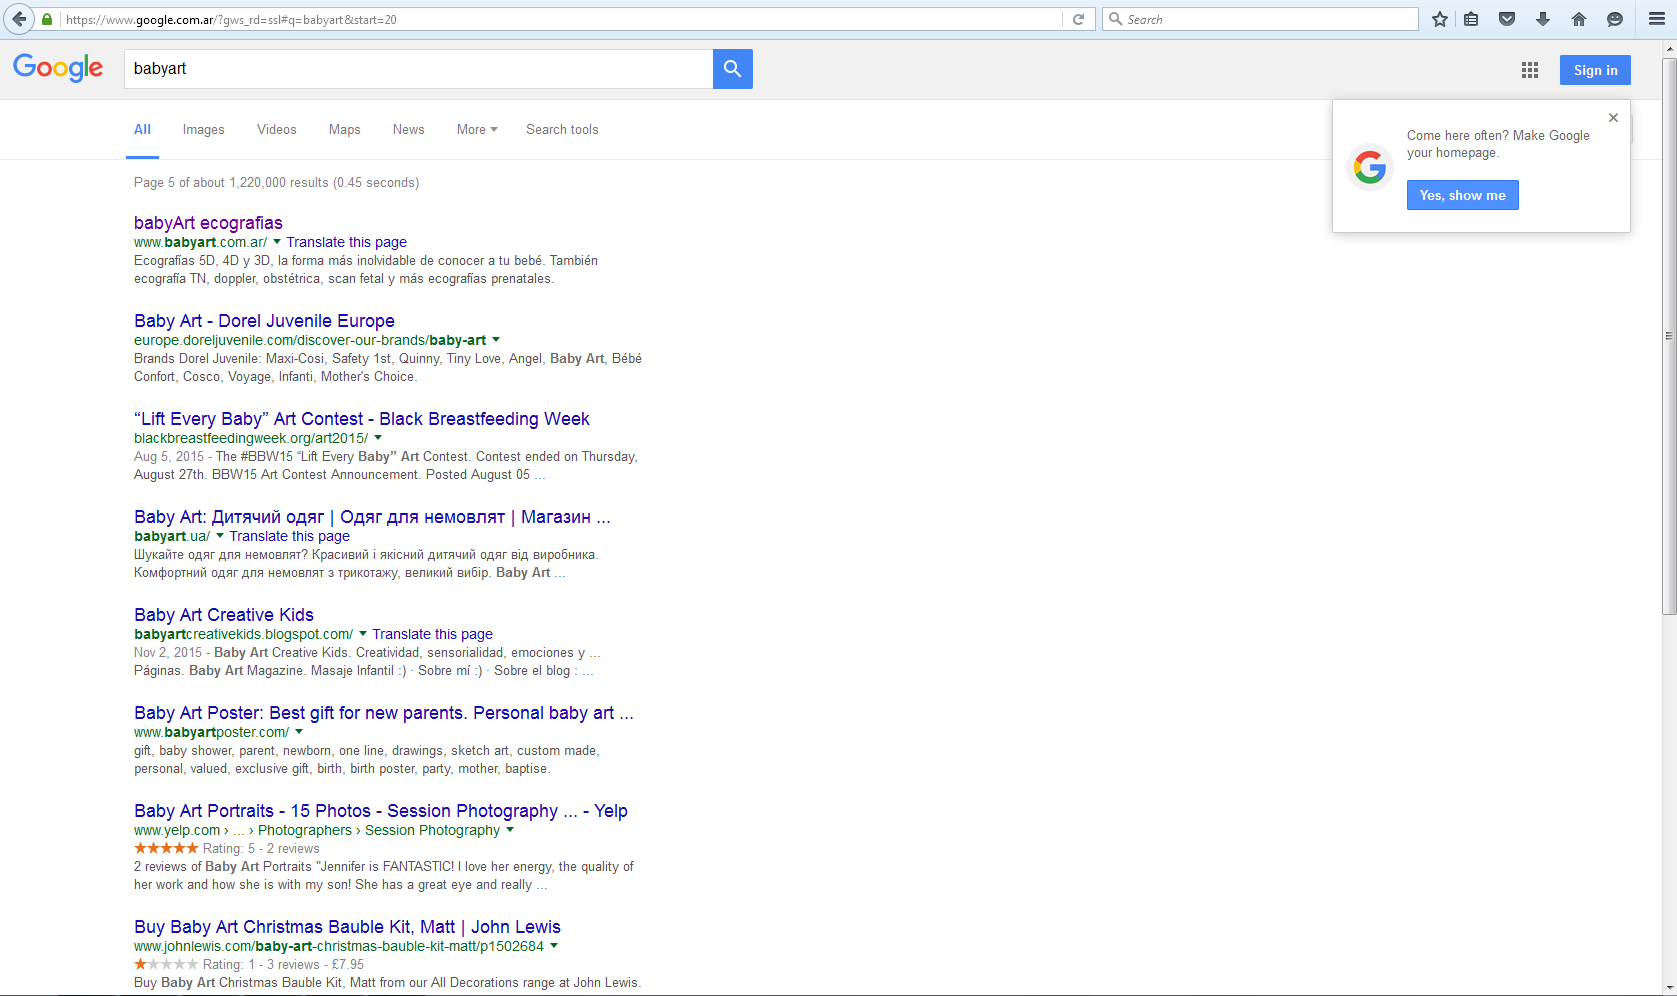 https://www.google.com.ar/?gws_rd=ssl#q=babyart&start=20
Search
Google
babyart
Sign in
All Images Videos Maps News More Search tools
Come here often? Make Google
your homepage.
Yes, show me
Page 5 of about 1,220,000 results (0.45 seconds)
babyArt ecografias
www.babyart.com.ar/ Translate this page
Ecografías 5D, 4D y 3D, la forma más inolvidable de conocer a tu bebé. También
ecografía TN, doppler, obstétrica, scan fetal y más ecografías prenatales.
Baby Art - Dorel Juvenile Europe
europe.doreljuvenile.com/discover-our-brands/baby-art
Brands Dorel Juvenile: Maxi-Cosi, Safety 1st, Quinny, Tiny Love, Angel, Baby Art, Bébé
Confort, Cosco, Voyage, Infanti, Mother's Choice.
“Lift Every Baby” Art Contest - Black Breastfeeding Week
blackbreastfeedingweek.org/art2015/
Aug 5, 2015 - The #BBW15 “Lift Every Baby” Art Contest. Contest ended on Thursday,
August 27th. BBW15 Art Contest Announcement. Posted August 05 ...
Baby Art: Дитячий одяг | Одяг для немовлят | Магазин ...
babyart.ua/ Translate this page
Шукайте одяг для немовлят? Красивий і якісний дитячий одяг від виробника.
Комфортний одяг для немовлят з трикотажу, великий вибір. Baby Art ...
Baby Art Creative Kids
babyartcreativekids.blogspot.com/ Translate this page
Nov 2, 2015 - Baby Art Creative Kids. Creatividad, sensorialidad, emociones y ...
Páginas. Baby Art Magazine. Masaje Infantil :) · Sobre mí :) · Sobre el blog : ...
Baby Art Poster: Best gift for new parents. Personal baby art ...
www.babyartposter.com/
gift, baby shower, parent, newborn, one line, drawings, sketch art, custom made,
personal, valued, exclusive gift, birth, birth poster, party, mother, baptise.
Baby Art Portraits - 15 Photos - Session Photography ... - Yelp
www.yelp.com › ... › Photographers › Session Photography
Rating: 5 - 2 reviews
2 reviews of Baby Art Portraits "Jennifer is FANTASTIC! I love her energy, the quality of
her work and how she is with my son! She has a great eye and really ...
Buy Baby Art Christmas Bauble Kit, Matt | John Lewis
www.johnlewis.com/baby-art-christmas-bauble-kit-matt/p1502684
Rating: 1 - 3 reviews - £7.95
Buy Baby Art Christmas Bauble Kit, Matt from our All Decorations range at John Lewis.